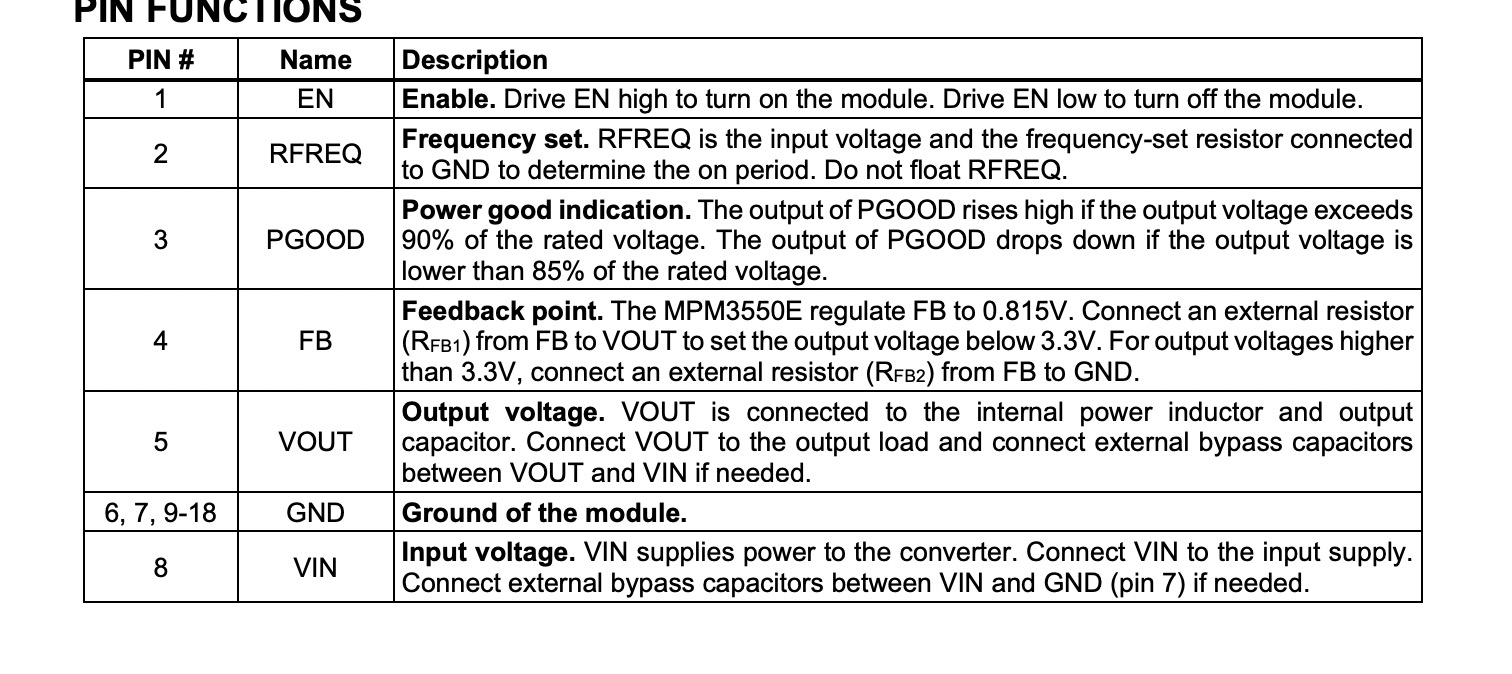 PIN FUNCTIONS
PIN # Name Description
1 EN Enable. Drive EN high to turn on the module. Drive EN low to turn off the module.
2 RFREQ Frequency set. RFREQ is the input voltage and the frequency-set resistor connected
to GND to determine the on period. Do not float RFREQ.
3 PGOOD Power good indication. The output of PGOOD rises high if the output voltage exceeds
90% of the rated voltage. The output of PGOOD drops down if the output voltage is
lower than 85% of the rated voltage.
4 FB Feedback point. The MPM3550E regulate FB to 0.815V. Connect an external resistor
(RFB1) from FB to VOUT to set the output voltage below 3.3V. For output voltages higher
than 3.3V, connect an external resistor (RFB2) from FB to GND.
5 VOUT Output voltage. VOUT is connected to the internal power inductor and output
capacitor. Connect VOUT to the output load and connect external bypass capacitors
between VOUT and VIN if needed.
6, 7, 9-18 GND Ground of the module.
8 VIN Input voltage. VIN supplies power to the converter. Connect VIN to the input supply.
Connect external bypass capacitors between VIN and GND (pin 7) if needed.